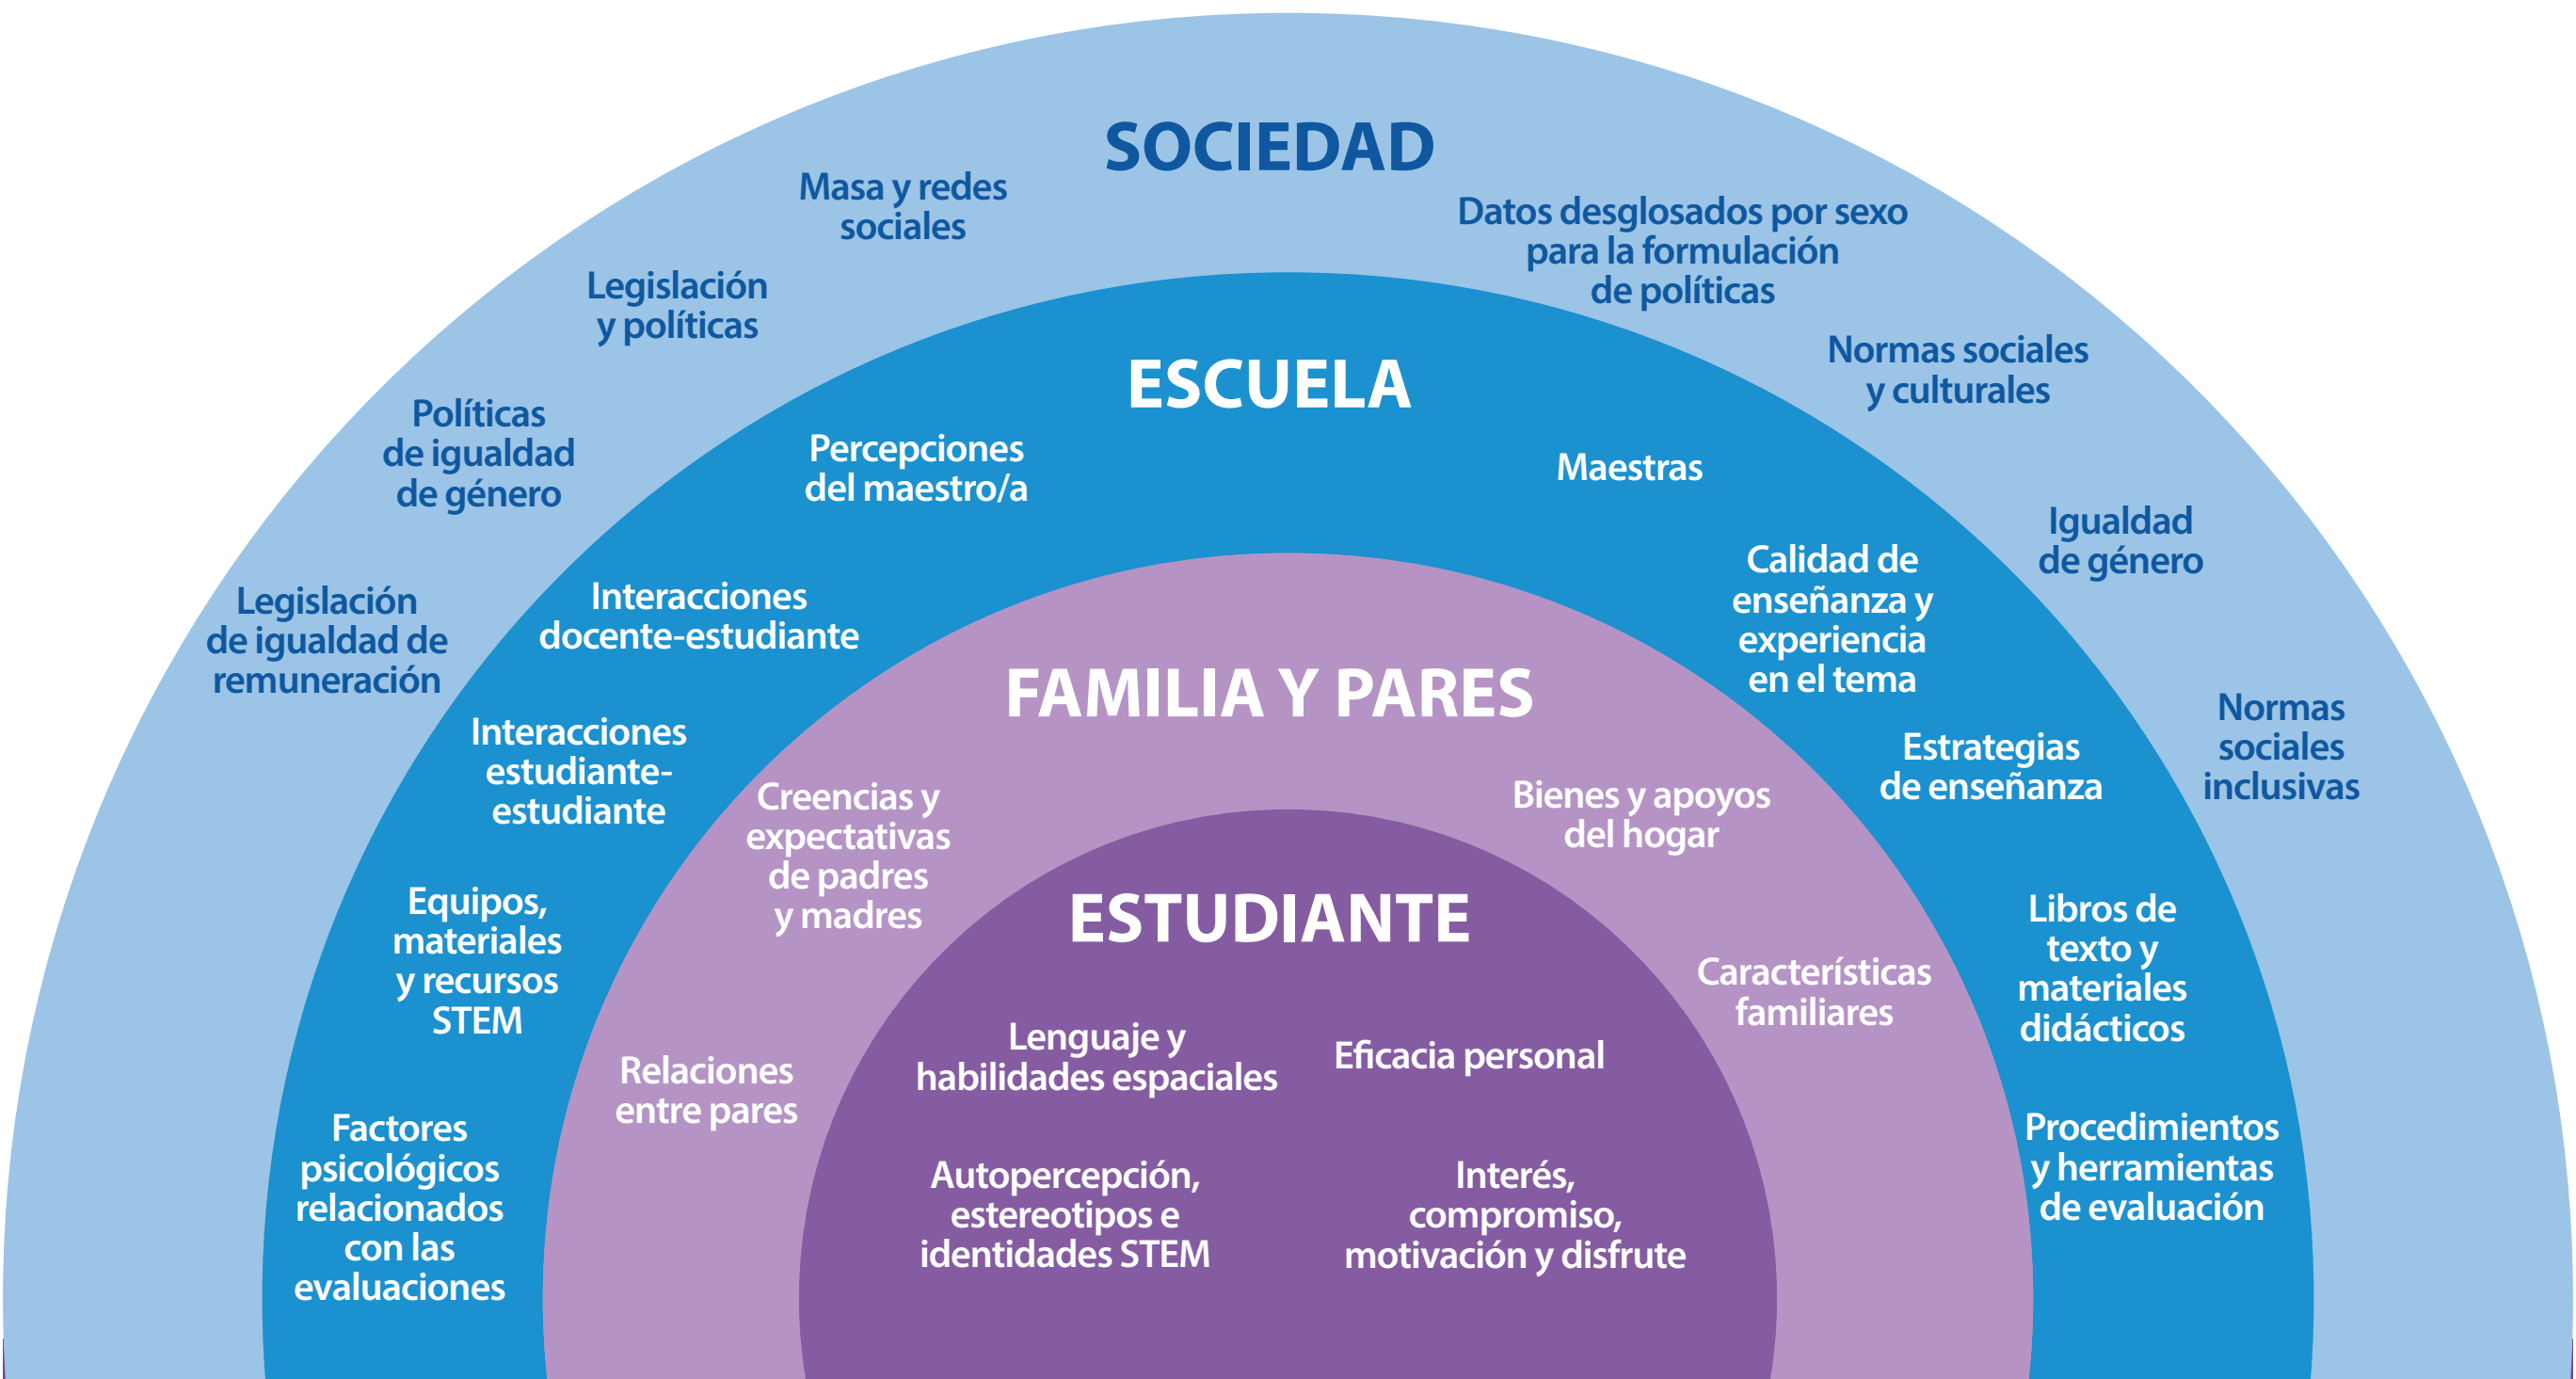 SOCIEDAD
Masa y redes
sociales
Legislación
y políticas
Políticas
de igualdad
de género
Legislación
de igualdad de
remuneración
Datos desglosados por sexo
para la formulación
de políticas
Normas sociales
y culturales
Igualdad
de género
Normas
sociales
inclusivas
ESCUELA
Percepciones
del maestro/a
Interacciones
docente-estudiante
Interacciones
estudiante-
estudiante
Equipos,
materiales
y recursos
STEM
Factores
psicológicos
relacionados
con las
evaluaciones
Maestras
Calidad de
enseñanza y
experiencia
en el tema
Estrategias
de enseñanza
Libros de
texto y
materiales
didácticos
Procedimientos
y herramientas
de evaluación
FAMILIA Y PARES
Creencias y
expectativas
de padres
y madres
Relaciones
entre pares
Bienes y apoyos
del hogar
Características
familiares
ESTUDIANTE
Lenguaje y
habilidades espaciales
Eficacia personal
Autopercepción,
estereotipos e
identidades STEM
Interés,
compromiso,
motivación y disfrute